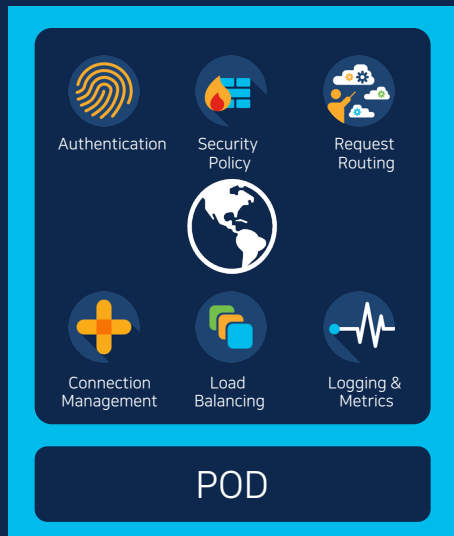 Authentication
Security
Policy
Request
Routing
Connection
Management
Load
Balancing
Logging &
Metrics
POD